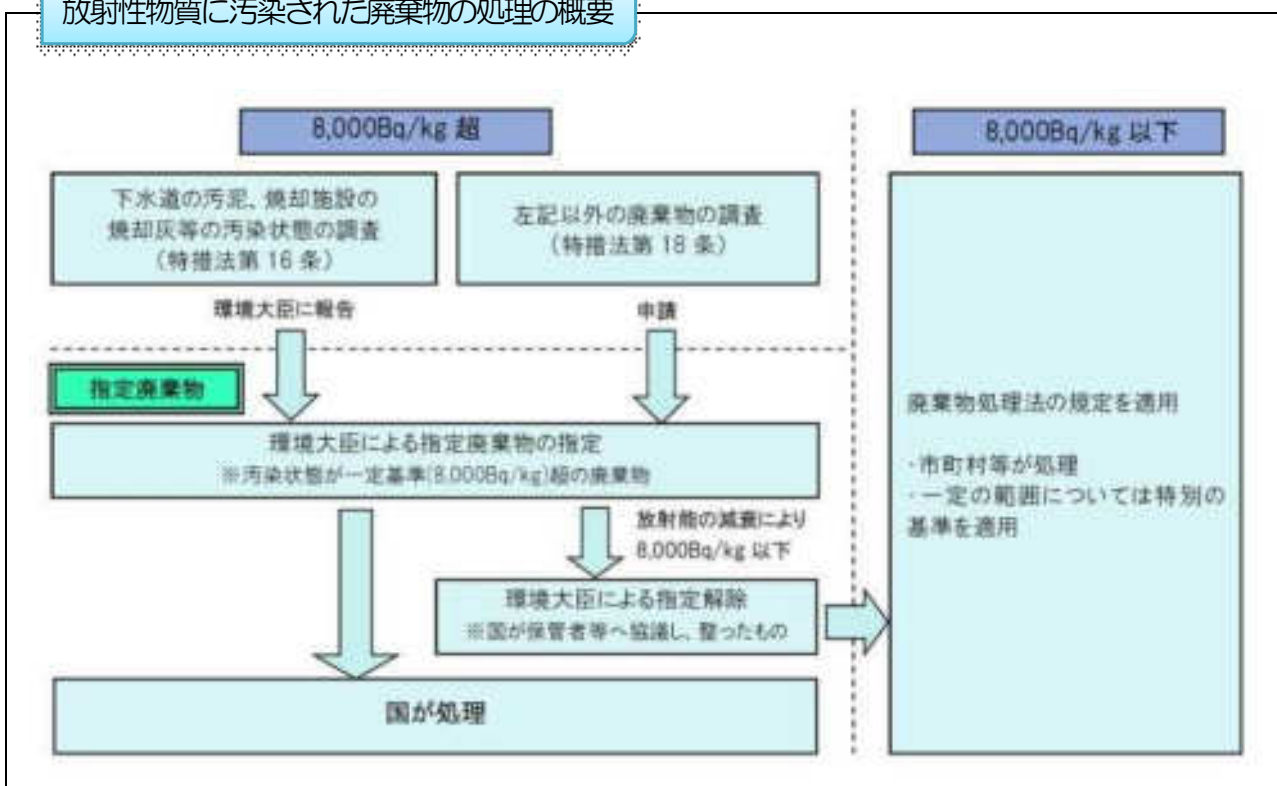 放射性物質に汚染された廃棄物の処理の概要
8,000Bq/kg 超
8,000Bq/kg 以下
下水道の汚泥、焼却施設の
焼却灰等の汚染状態の調査
（特措法第 16 条）
左記以外の廃棄物の調査
（特措法第 18 条）
環境大臣に報告
申請
指定廃棄物
環境大臣による指定廃棄物の指定
※汚染状態が一定基準(8,000Bq/kg)超の廃棄物
放射能の減衰により
8,000Bq/kg 以下
環境大臣による指定解除
※国が保管者等へ協議し、整ったもの
国が処理
廃棄物処理法の規定を適用
・市町村等が処理
・一定の範囲については特別の
基準を適用